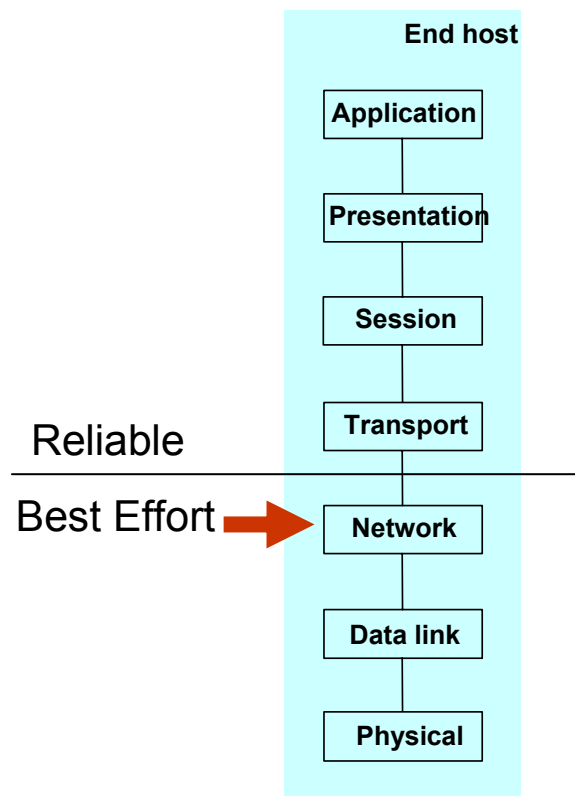 End host
Application
Presentation
Session
Transport
Reliable
Best Effort
Network
Data link
Physical